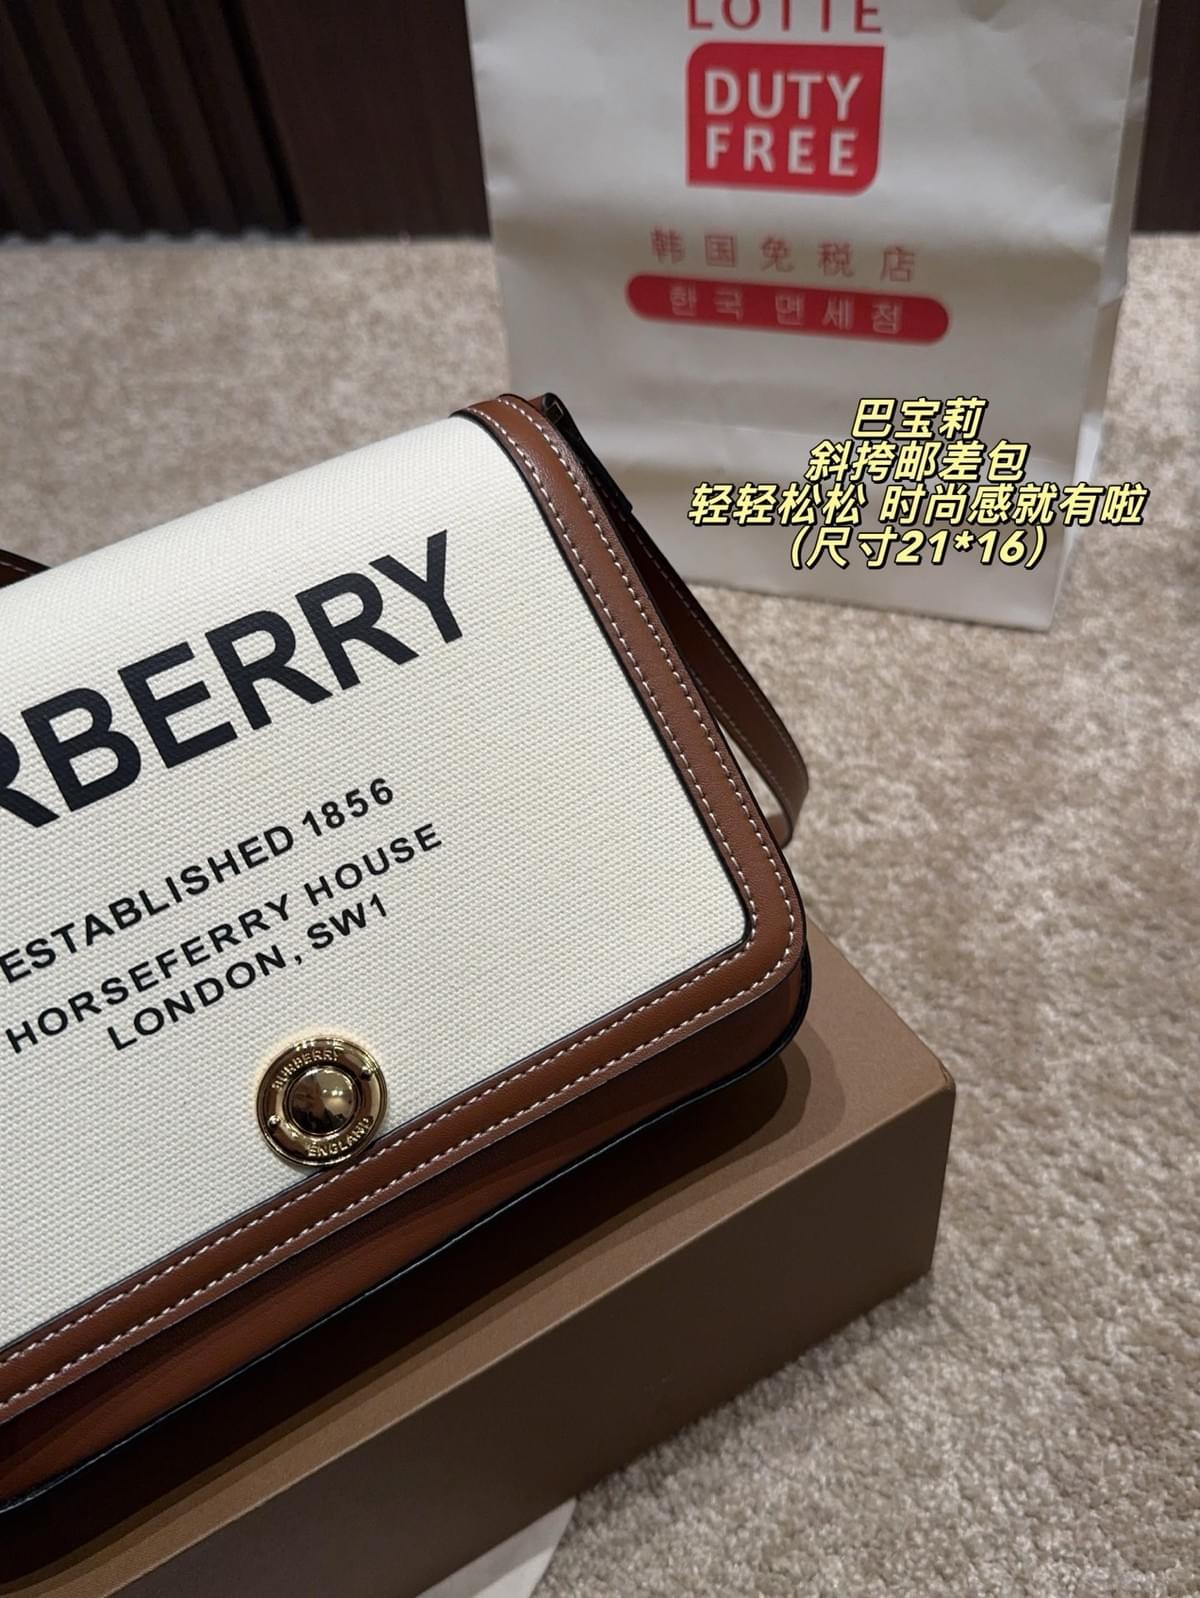 LOTTE
DUTY
FREE
韩国免税店
한국 면세점
巴宝莉
斜挎邮差包
轻轻松松 时尚感就有啦
（尺寸21*16）
RBERRY
ESTABLISHED 1856
HORSEFERRY HOUSE
LONDON, SW1
BURBERRY
ENGLAND